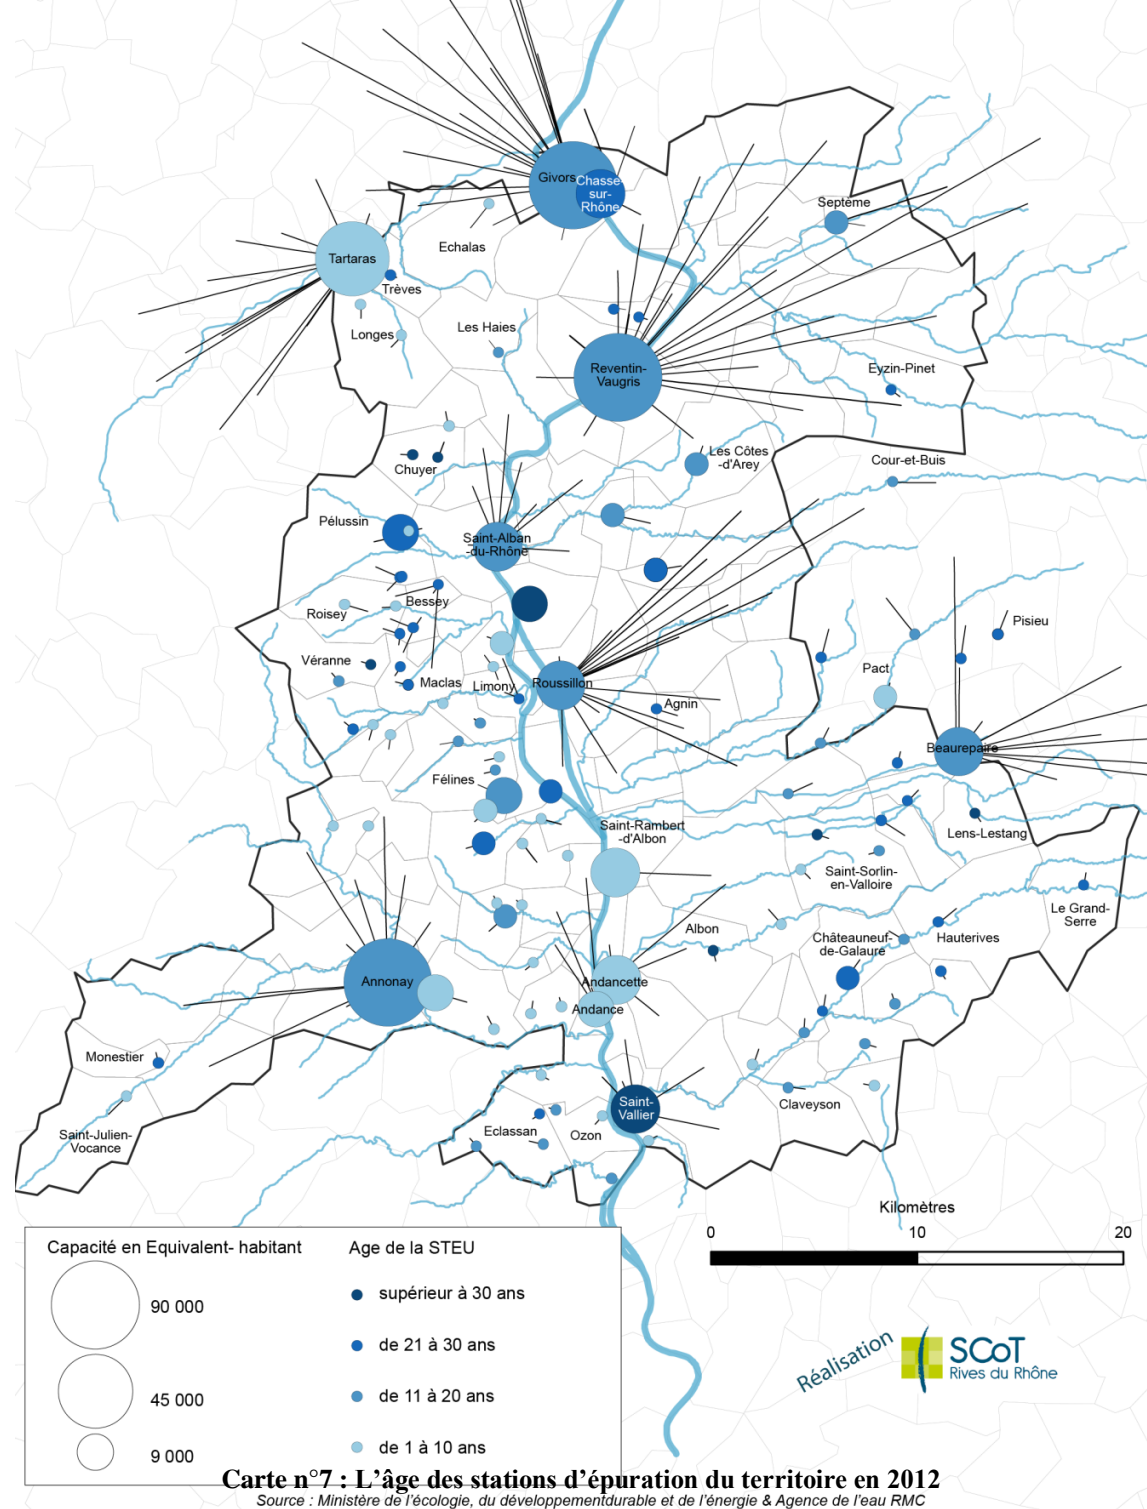 Givors
Chasse-
sur-
Rhône
Septème
Echalas
Tartaras
Trèves
Longes
Les Haies
Reventin-
Vaugris
Eyzin-Pinet
Chuyer
Les Côtes
-d'Arey
Cour-et-Buis
Pélussin
Saint-Alban
-du-Rhône
Roisey
Bessey
Pisieu
Véranne
Pact
Maclas
Limony
Roussillon
Agnin
Beaurepaire
Félines
Saint-Rambert
-d'Albon
Lens-Lestang
Saint-Sorlin-
en-Valloire
Le Grand-
Serre
Albon
Châteauneuf-
de-Galaure
Hauterives
Annonay
Andancette
Andance
Monestier
Saint-
Vallier
Claveyson
Saint-Julien-
Vocance
Eclassan
Ozon
Kilomètres
0 10 20
Capacité en Equivalent- habitant
90 000
45 000
9 000
Age de la STEU
supérieur à 30 ans
de 21 à 30 ans
de 11 à 20 ans
de 1 à 10 ans
Réalisation
SCoT
Rives du Rhône
Carte n°7 : L'âge des stations d'épuration du territoire en 2012
Source : Ministère de l'écologie, du développementdurable et de l'énergie & Agence de l'eau RMC